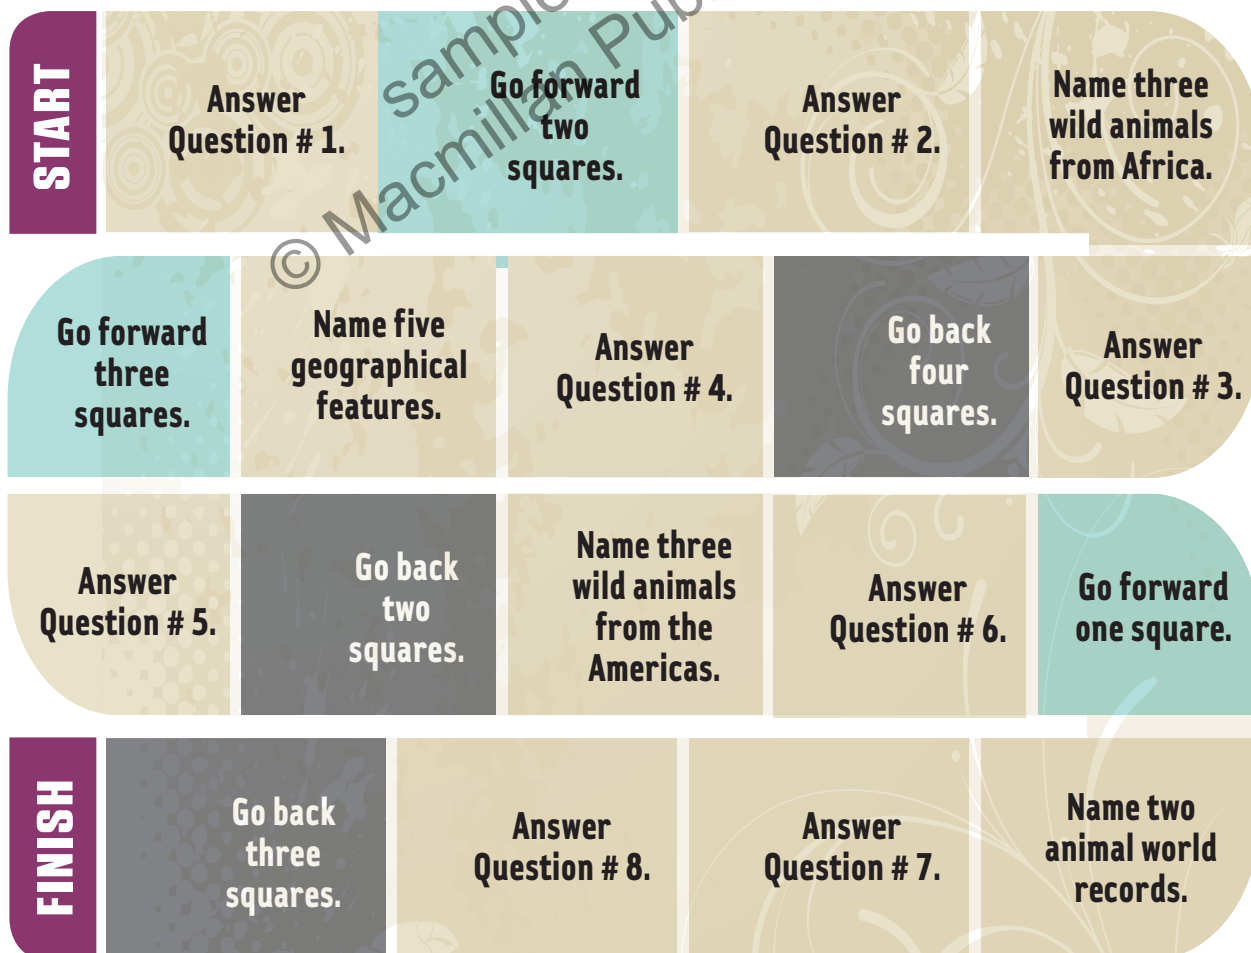 START
Answer
Question # 1.
Go forward
two
squares.
Answer
Question # 2.
Name three
wild animals
from Africa.
sample
© Macmillan Pub
Go forward
three
squares.
Name five
geographical
features.
Answer
Question # 4.
Go back
four
squares.
Answer
Question # 3.
Answer
Question # 5.
Go back
two
squares.
Name three
wild animals
from the
Americas.
Answer
Question # 6.
Go forward
one square.
FINISH
Go back
three
squares.
Answer
Question # 8.
Answer
Question # 7.
Name two
animal world
records.